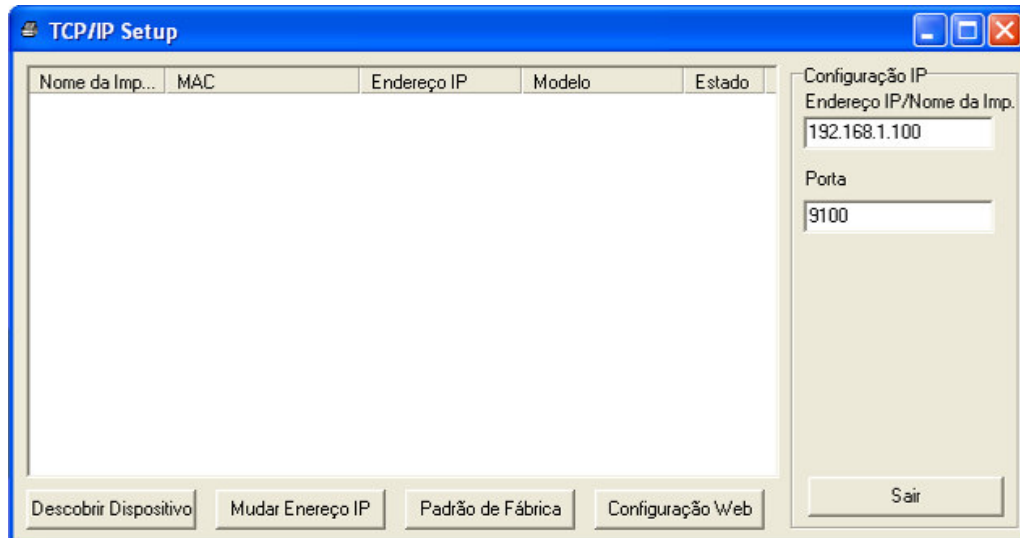 TCP/IP Setup
Nome da Imp... MAC Endereço IP Modelo Estado
Configuração IP
Endereço IP/Nome da Imp.
192.168.1.100
Porta
9100
Descobrir Dispositivo Mudar Enereço IP Padrão de Fábrica Configuração Web Sair